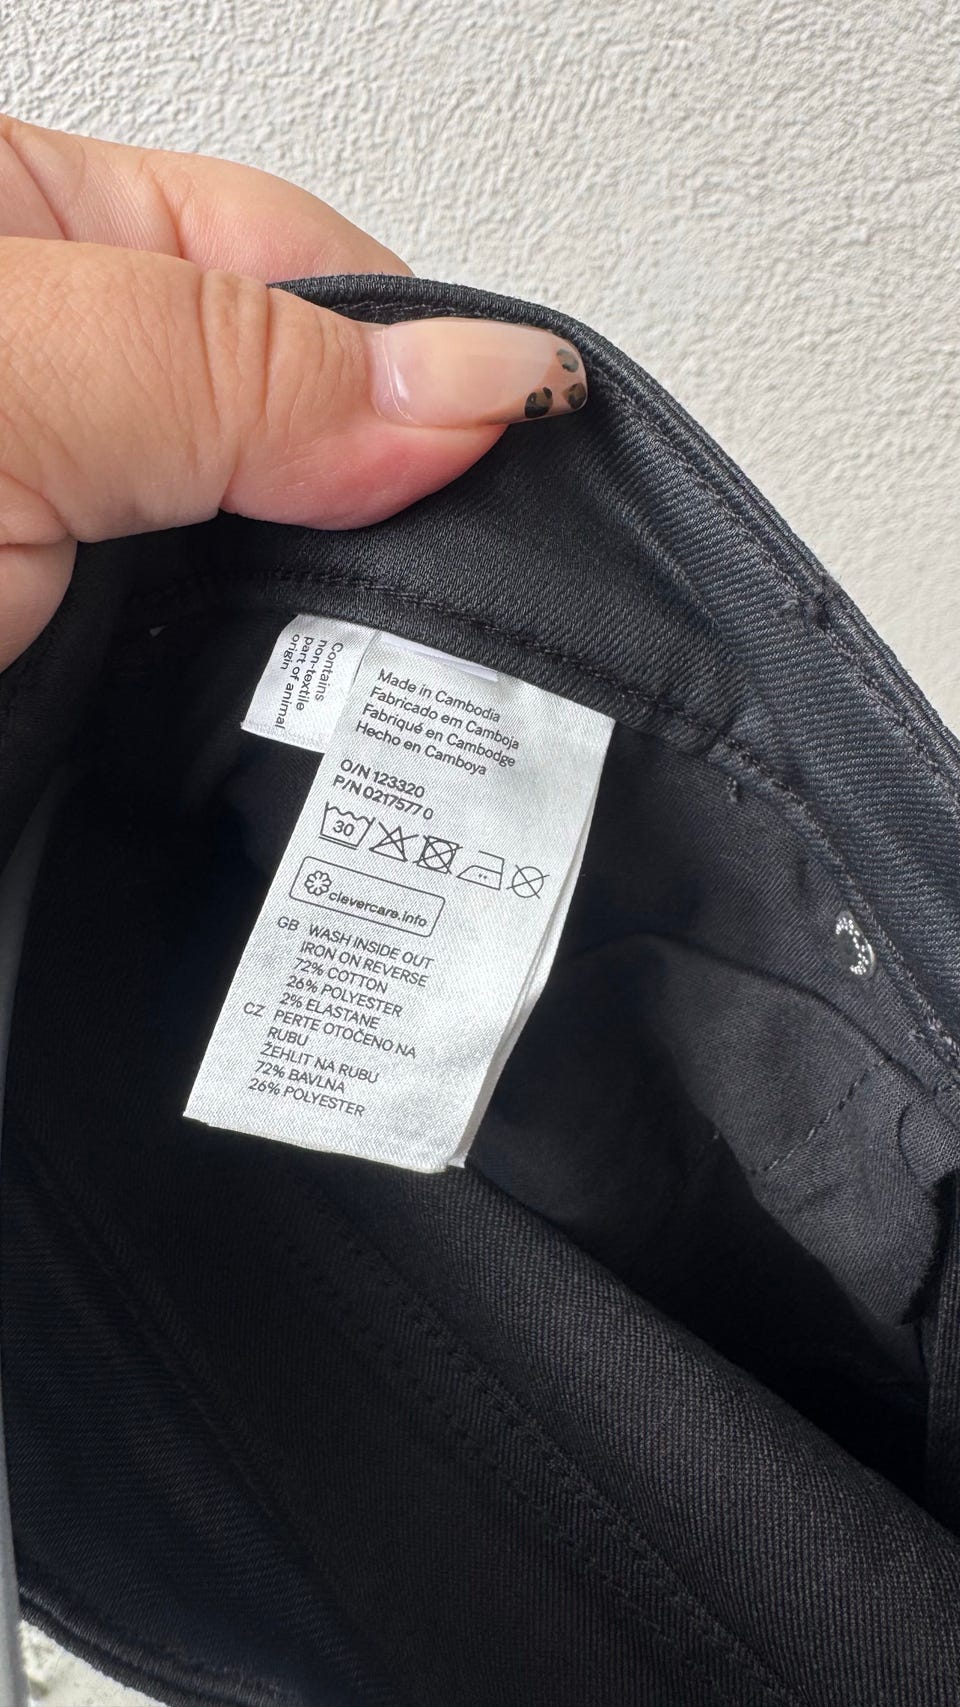 Contains
non-textile
part of animal
origin
Made in Cambodia
Fabricado em Camboja
Fabriqué en Cambodge
Hecho en Camboya
O/N 123320
P/N 0217577 0
30
clevercare.info
GB WASH INSIDE OUT
IRON ON REVERSE
72% COTTON
26% POLYESTER
2% ELASTANE
CZ PERTE OTOČENO NA
RUBU
ŽEHLIT NA RUBU
72% BAVLNA
26% POLYESTER